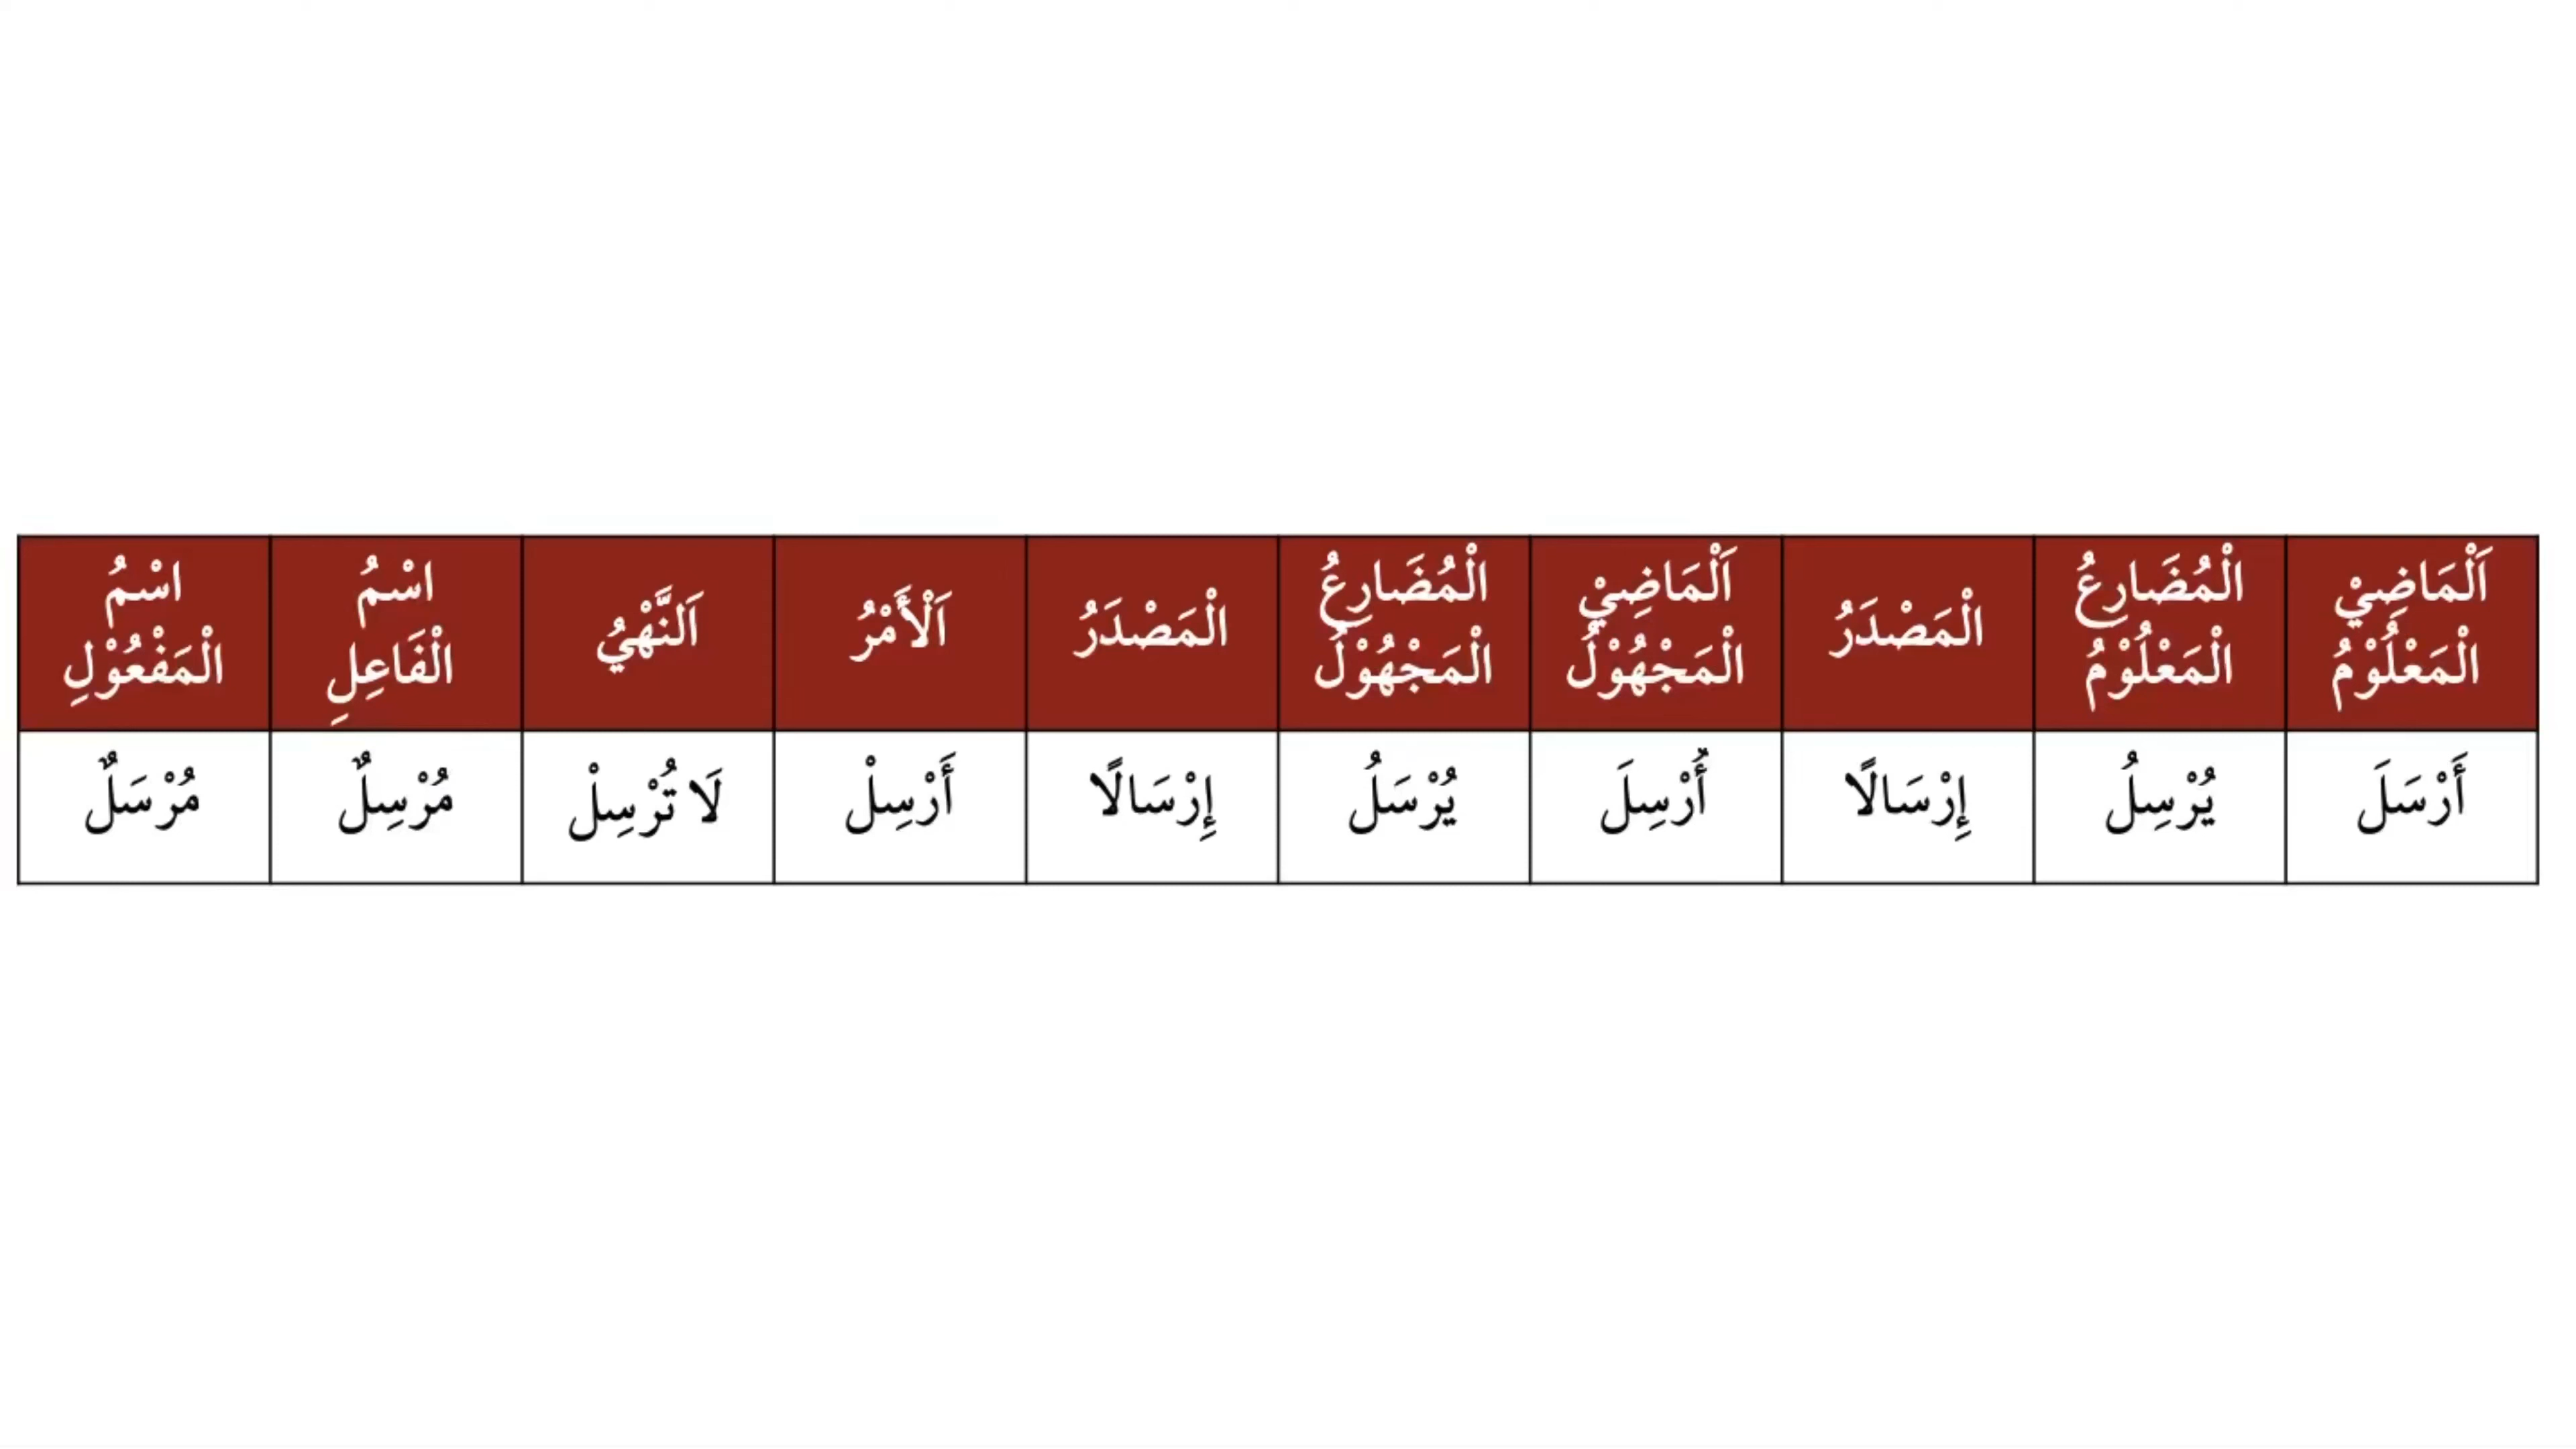 اَلْمَاضِيْ الْمَعْلُوْمُ
الْمُضَارِعُ الْمَعْلُوْمُ
الْمَصْدَرُ
اَلْمَاضِيْ الْمَجْهُوْلُ
الْمُضَارِعُ الْمَجْهُوْلُ
الْمَصْدَرُ
اَلْأَمْرُ
اَلنَّهْيُ
اسْمُ الْفَاعِلِ
اسْمُ الْمَفْعُوْلِ
أَرْسَلَ
يُرْسِلُ
إِرْسَالًا
أُرْسِلَ
يُرْسَلُ
إِرْسَالًا
أَرْسِلْ
لَا تُرْسِلْ
مُرْسِلٌ
مُرْسَلٌ